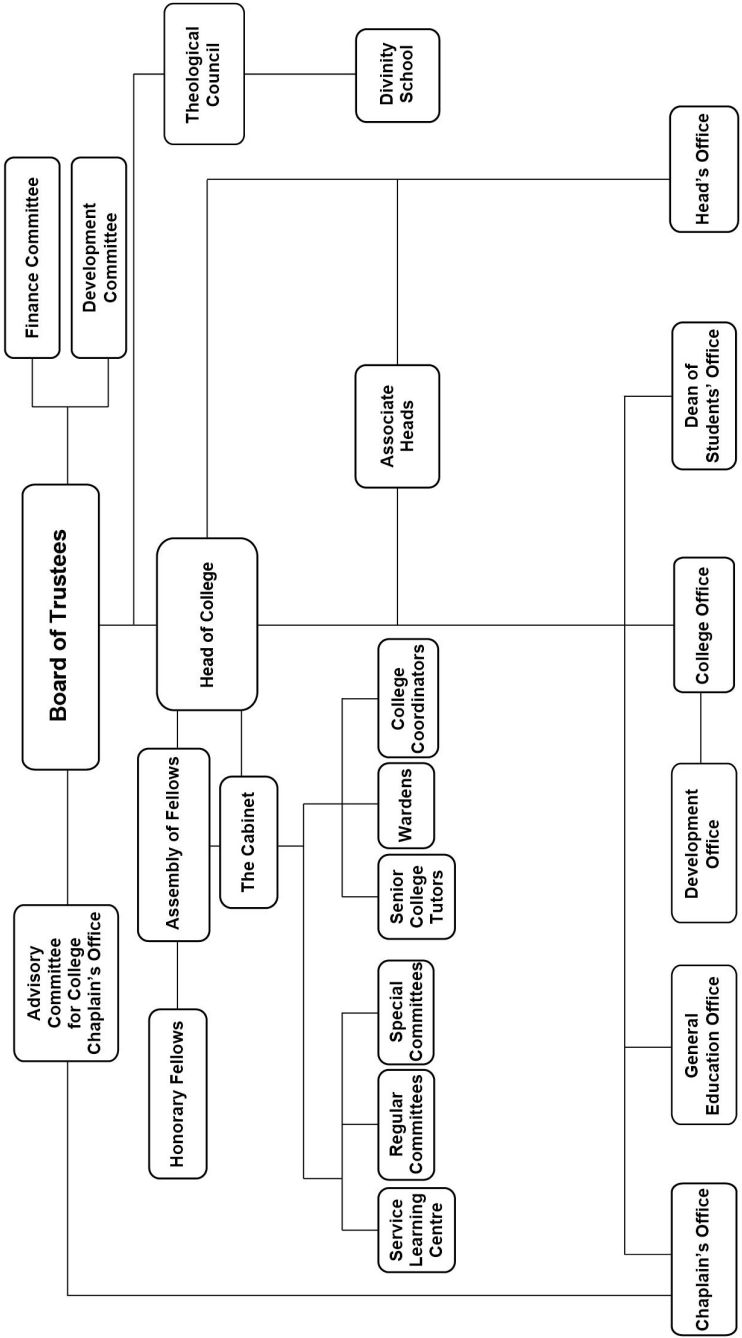 Finance Committee
Development
Committee
Board of Trustees
Advisory
Committee
for College
Chaplain's Office
Theological
Council
Head of College
Assembly of Fellows
Honorary Fellows
The Cabinet
Divinity
School
Associate
Heads
Service
Learning
Centre
Regular
Committees
Special
Committees
Senior
College
Tutors
Wardens
College
Coordinators
Chaplain's Office
General
Education Office
Development
Office
College Office
Dean of
Students' Office
Head's Office